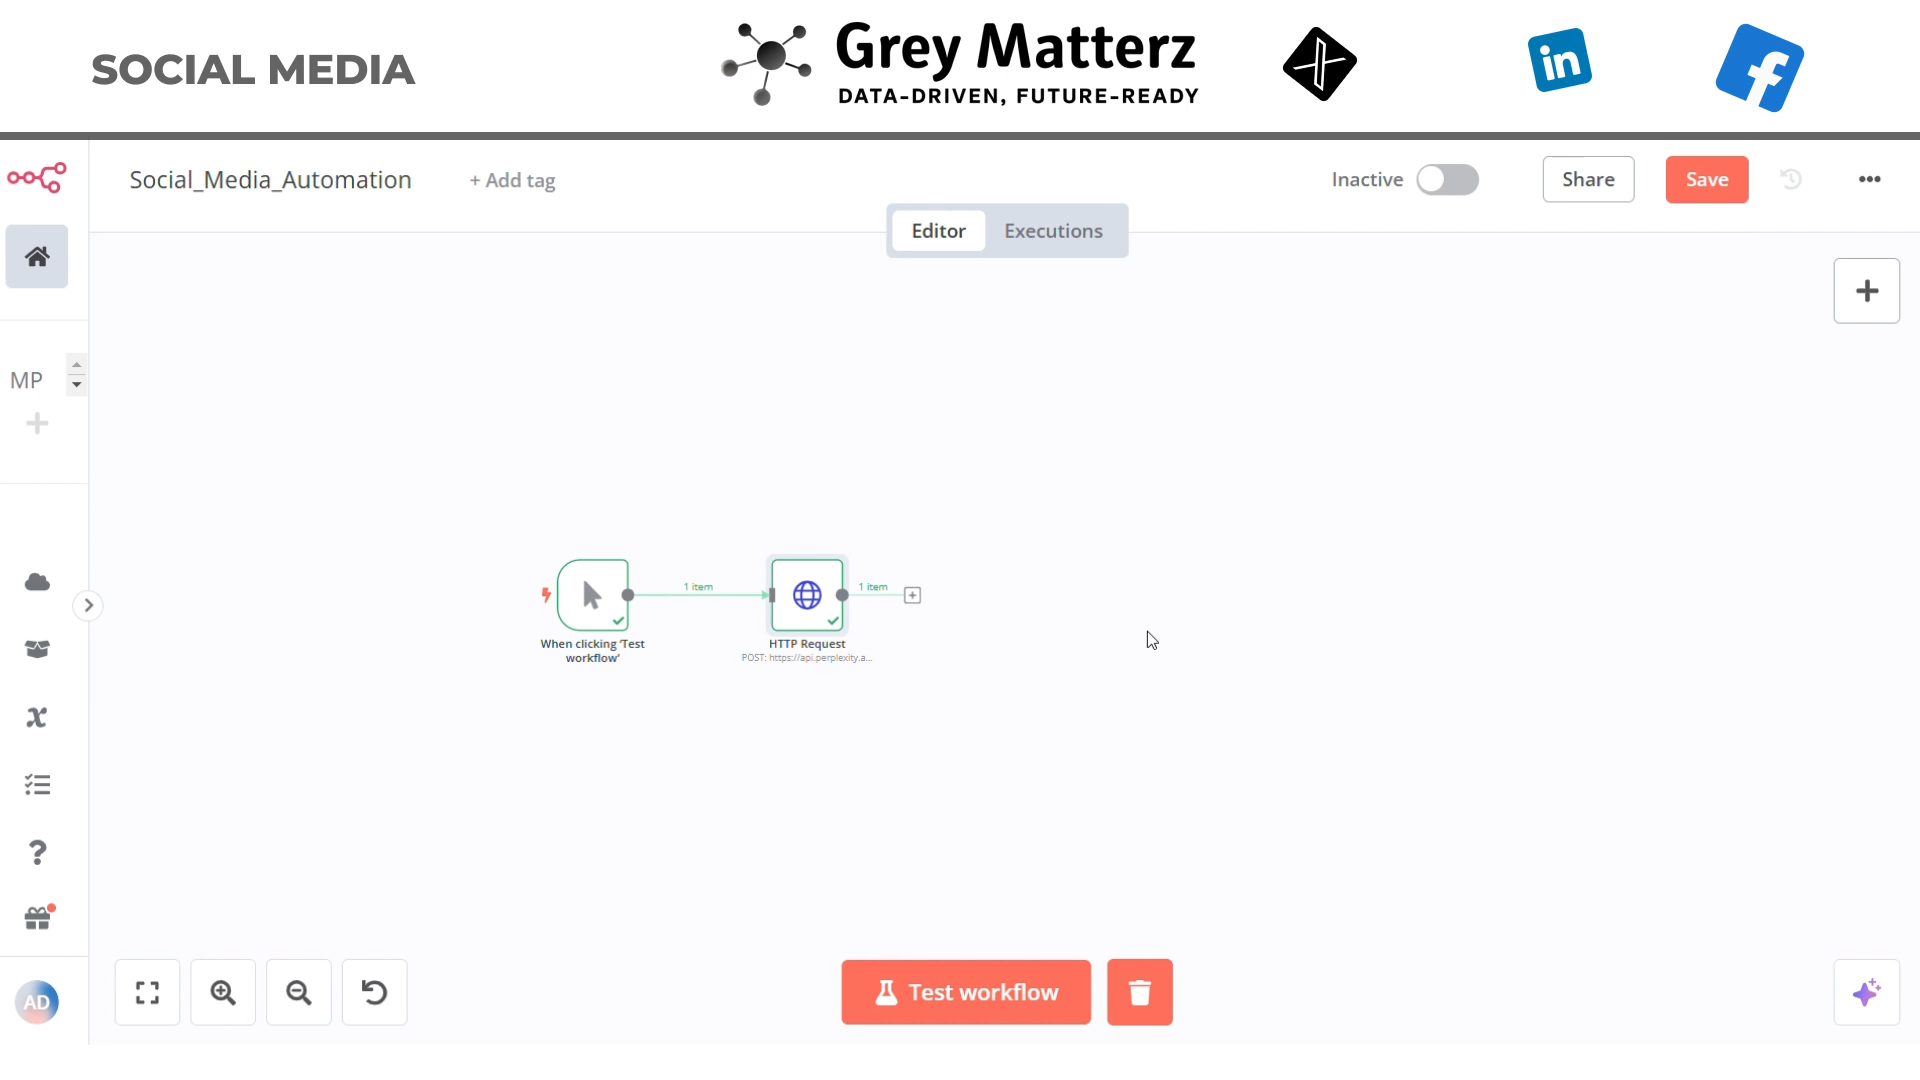 SOCIAL MEDIA
Grey Matterz
DATA-DRIVEN, FUTURE-READY
in
f
Social_Media_Automation
+ Add tag
Inactive
Share
Save
Editor
Executions
MP
1 item
1 item
When clicking ‘Test
workflow’
HTTP Request
POST: https://api.perplexity.a...
AD
Test workflow